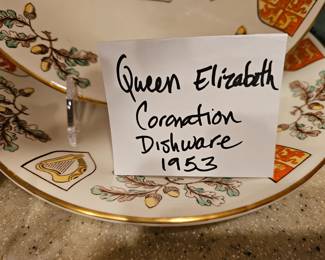 Queen Elizabeth
Coronation
Dishware
1953